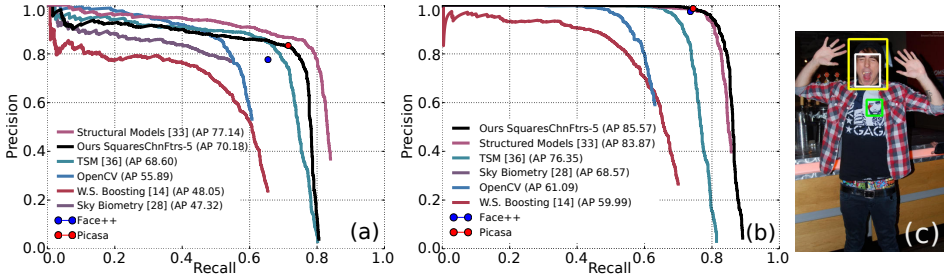 1.0
0.8
0.6
0.4
0.2
0.0
Precision
0.0 0.2 0.4 0.6 0.8 1.0
Recall
Structural Models [33] (AP 77.14)
Ours SquaresChnFtrs-5 (AP 70.18)
TSM [36] (AP 68.60)
OpenCV (AP 55.89)
W.S. Boosting [14] (AP 48.05)
Sky Biometry [28] (AP 47.32)
Face++
Picasa
(a)
1.0
0.8
0.6
0.4
0.2
0.0
Precision
0.0 0.2 0.4 0.6 0.8 1.0
Recall
Ours SquaresChnFtrs-5 (AP 85.57)
Structured Models [33] (AP 83.87)
TSM [36] (AP 76.35)
Sky Biometry [28] (AP 68.57)
OpenCV (AP 61.09)
W.S. Boosting [14] (AP 59.99)
Face++
Picasa
(b)
GAGA
(c)